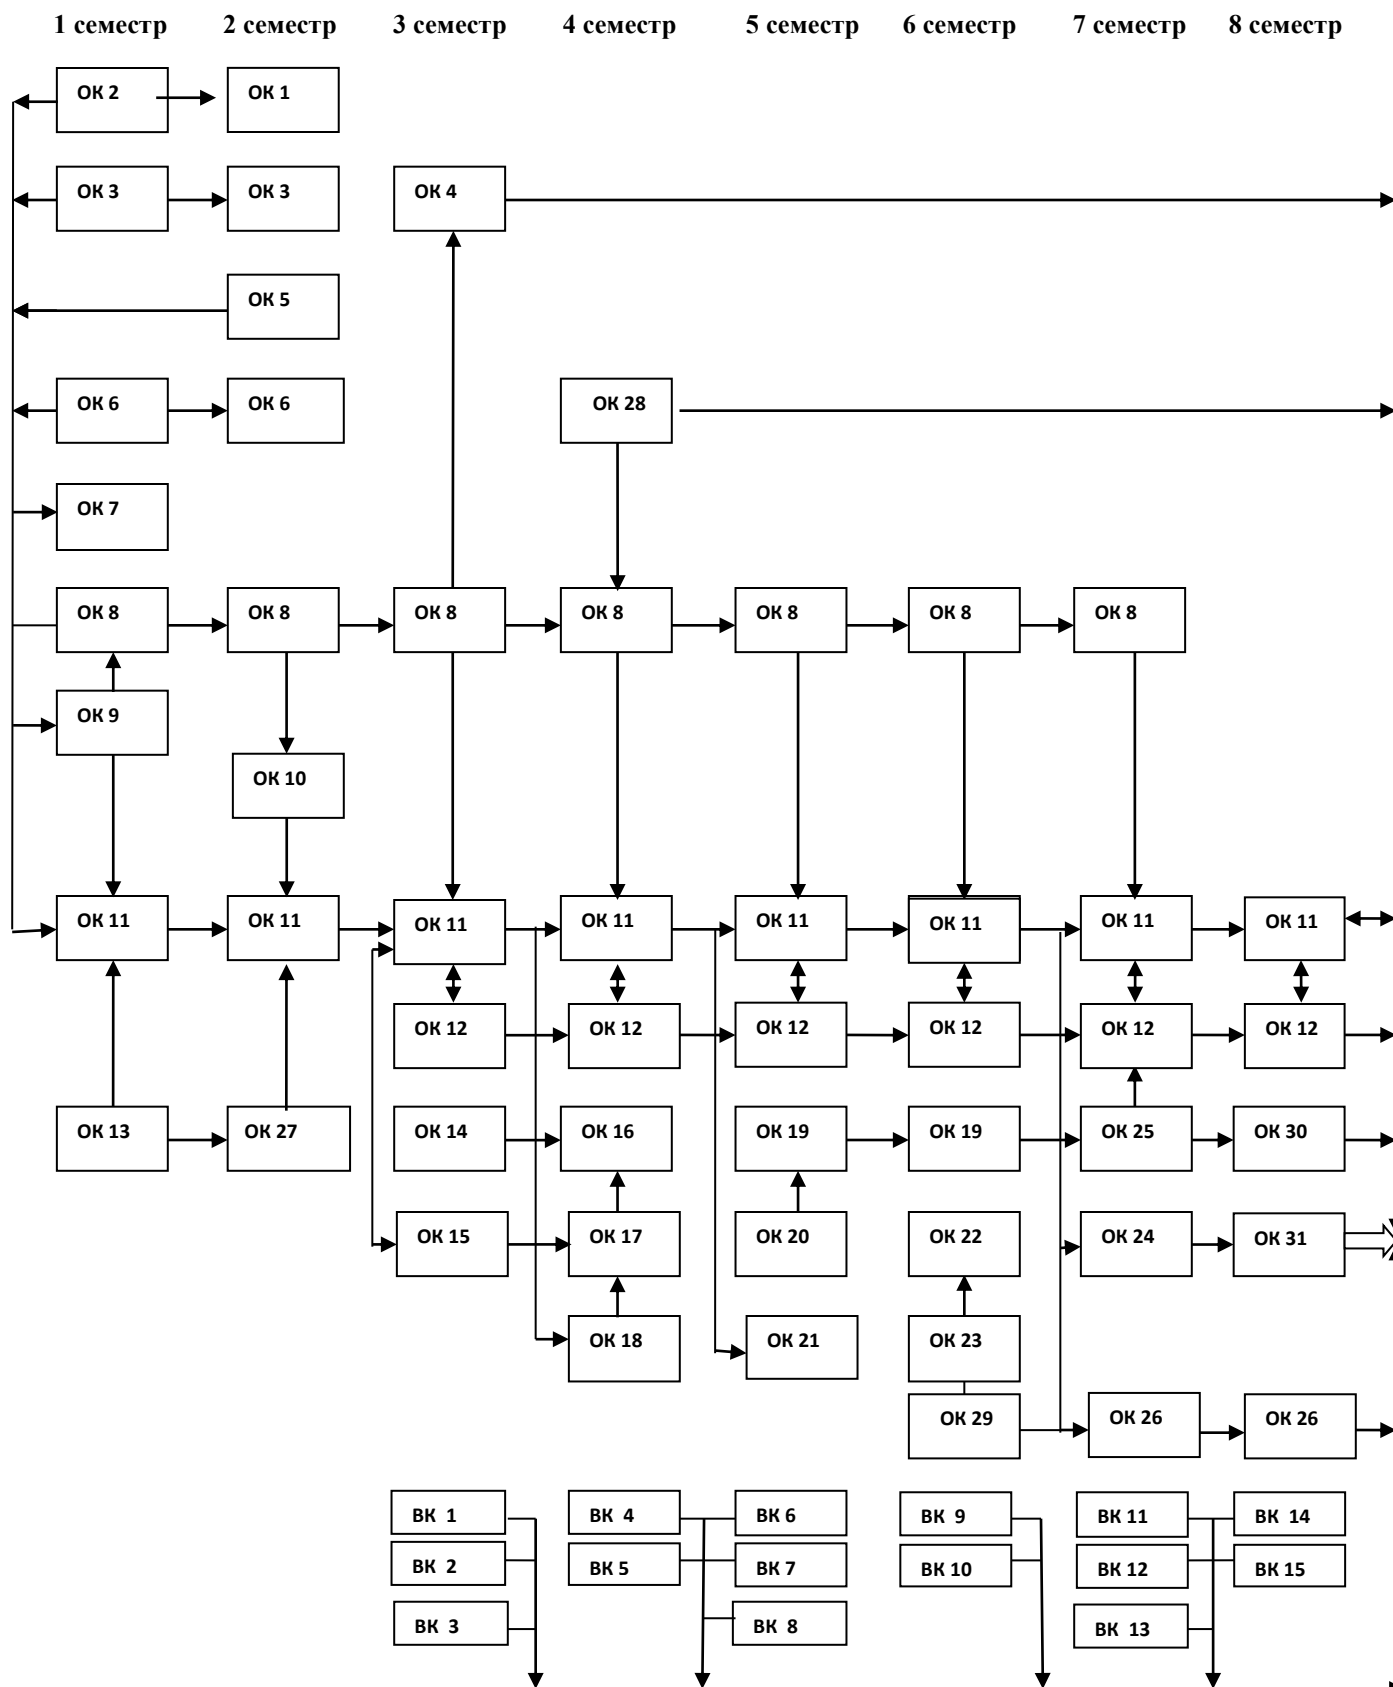 1 семестр 2 семестр 3 семестр 4 семестр 5 семестр 6 семестр 7 семестр 8 семестр
ОК 2 ОК 1
ОК 3 ОК 3 ОК 4
ОК 5
ОК 6 ОК 6 ОК 28
ОК 7
ОК 8 ОК 8 ОК 8 ОК 8 ОК 8 ОК 8 ОК 8
ОК 9
ОК 10
ОК 11 ОК 11 ОК 11 ОК 11 ОК 11 ОК 11 ОК 11 ОК 11
ОК 12 ОК 12 ОК 12 ОК 12 ОК 12 ОК 12
ОК 13 ОК 27 ОК 14 ОК 16 ОК 19 ОК 19 ОК 25 ОК 30
ОК 15 ОК 17 ОК 20 ОК 22 ОК 24 ОК 31
ОК 18 ОК 21 ОК 23
ОК 29 ОК 26 ОК 26
ВК 1 ВК 4 ВК 6 ВК 9 ВК 11 ВК 14
ВК 2 ВК 5 ВК 7 ВК 10 ВК 12 ВК 15
ВК 3 ВК 8 ВК 13